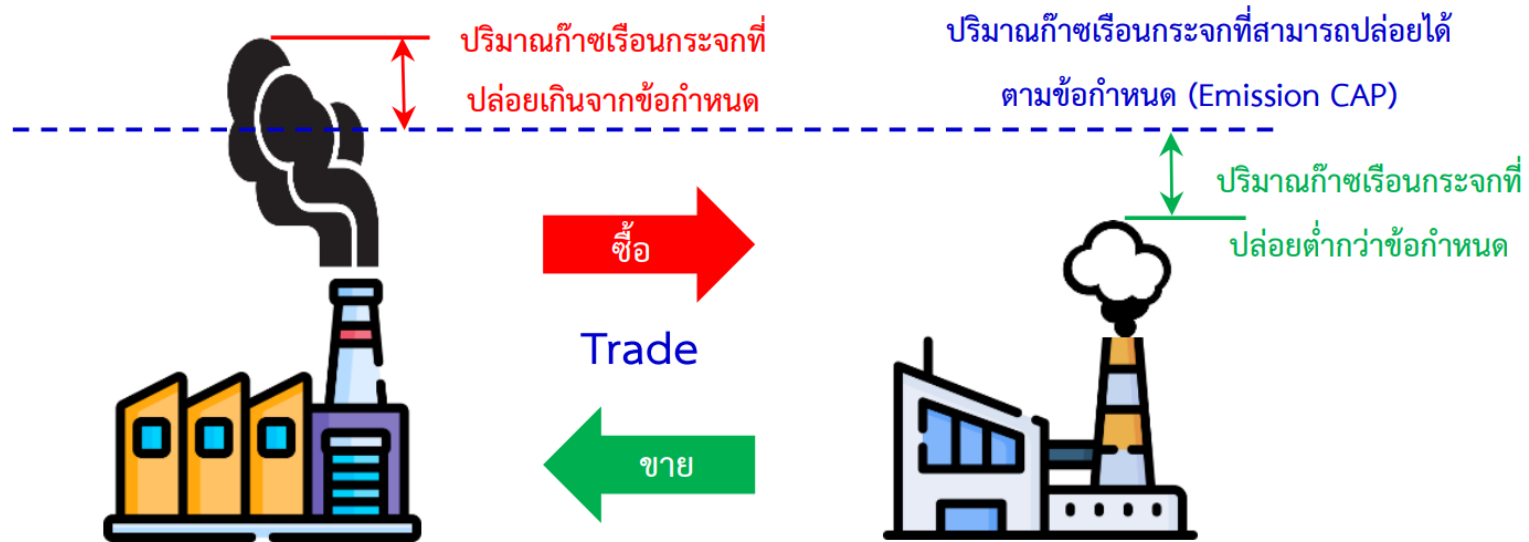 ปริมาณก๊าซเรือนกระจกที่
ปล่อยเกินจากข้อกำหนด
ปริมาณก๊าซเรือนกระจกที่สามารถปล่อยได้
ตามข้อกำหนด (Emission CAP)
ปริมาณก๊าซเรือนกระจกที่
ปล่อยต่ำกว่าข้อกำหนด
ซื้อ
Trade
ขาย